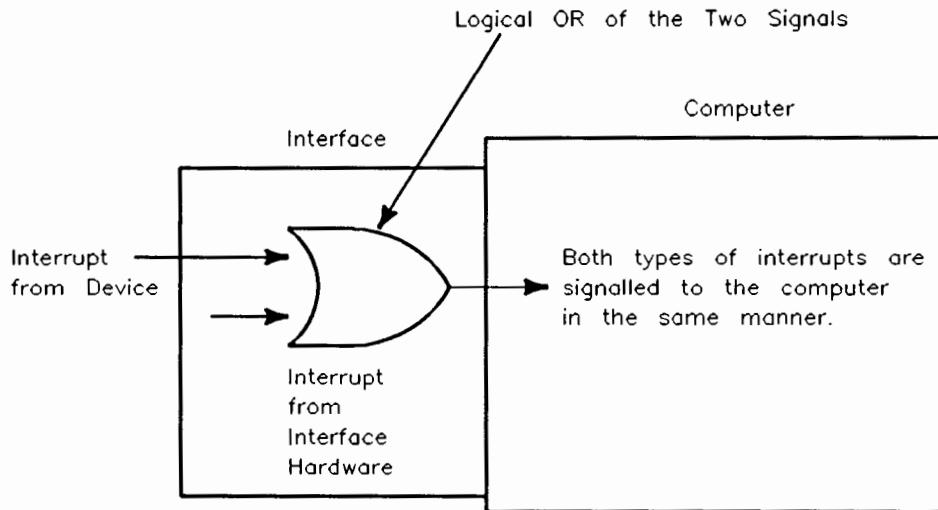 Logical OR of the Two Signals
Computer
Interface
Interrupt
from Device
Both types of interrupts are
signalled to the computer
in the same manner.
Interrupt
from
Interface
Hardware